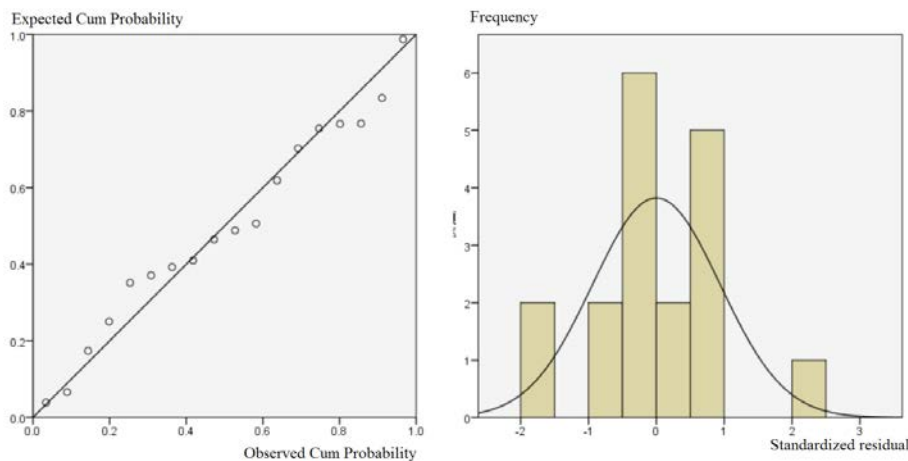 Expected Cum Probability
1.0
0.8
0.6
0.4
0.2
0.0
0.0 0.2 0.4 0.6 0.8 1.0
Observed Cum Probability
Frequency
6
5
4
3
2
1
0
-2 -1 0 1 2 3
Standardized residual